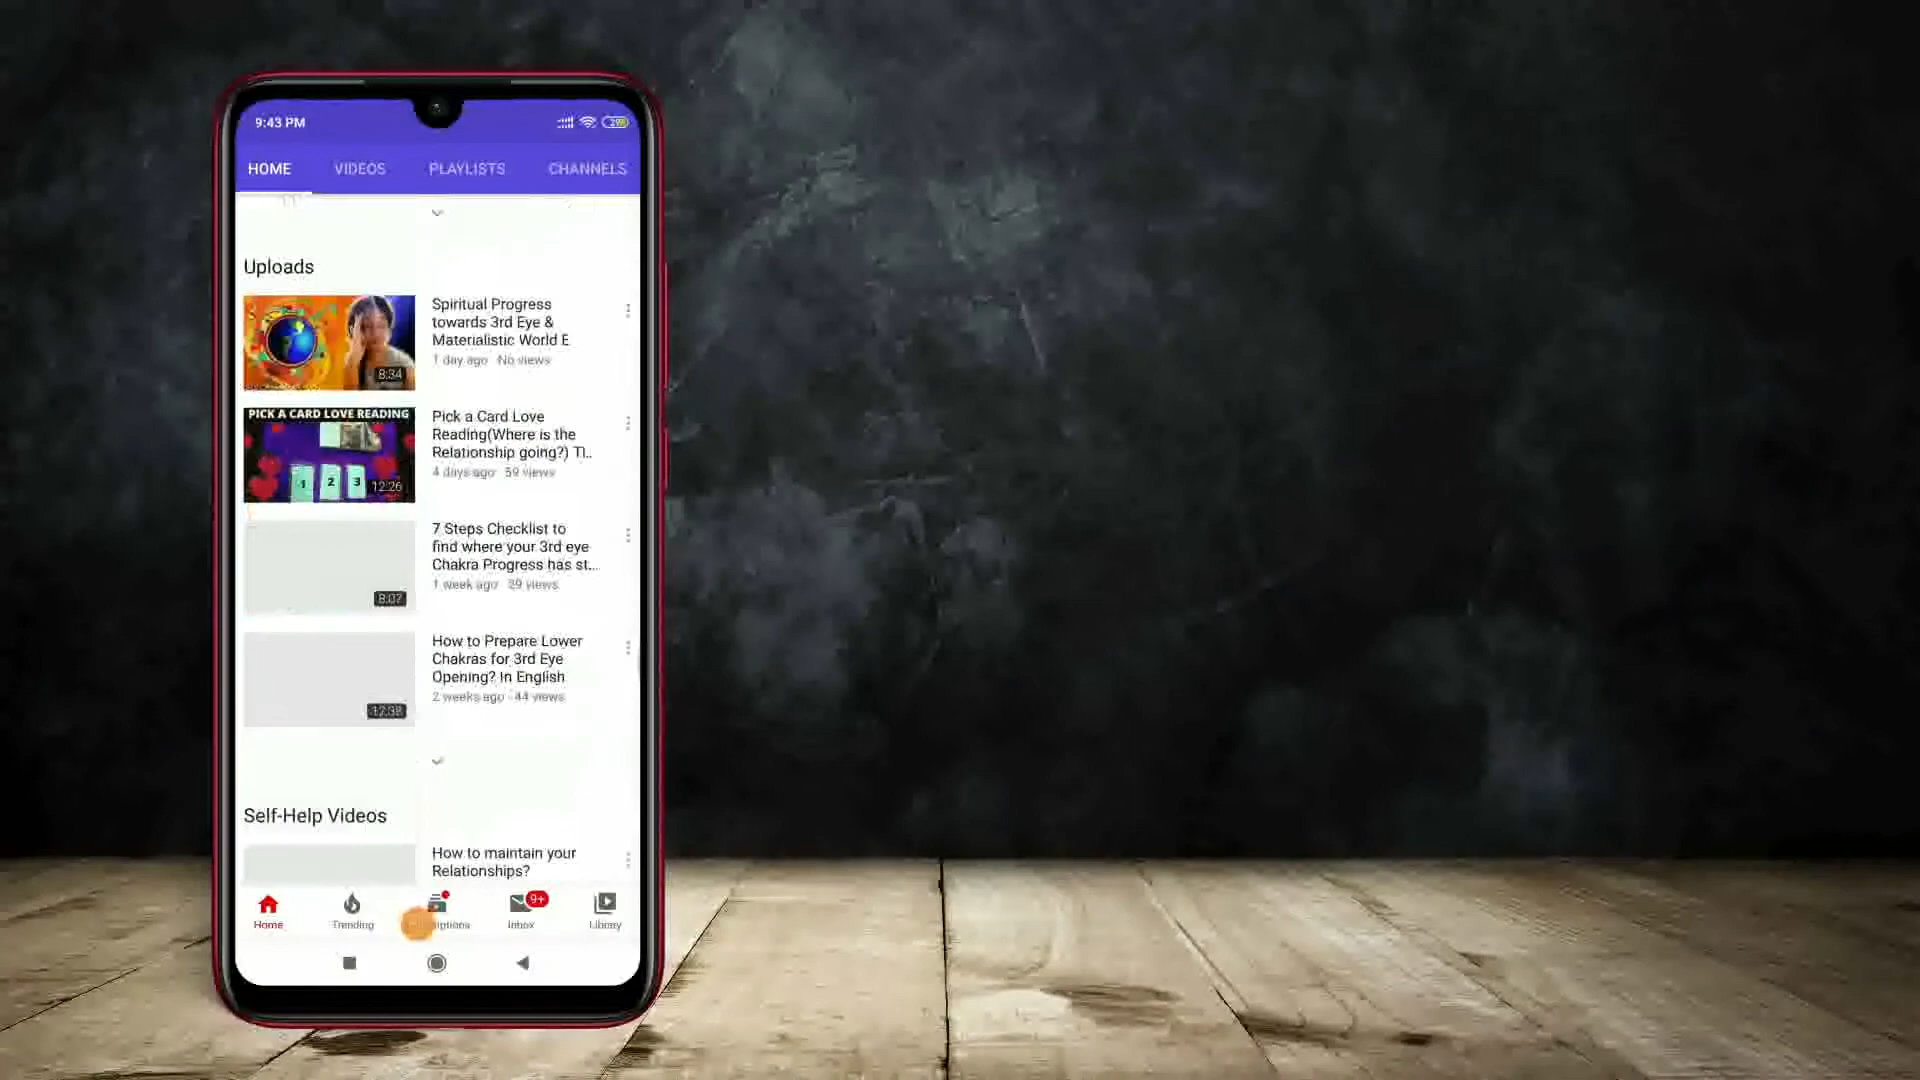 9:43 PM
HOME VIDEOS PLAYLISTS CHANNELS
Uploads
Spiritual Progress
towards 3rd Eye &
Materialistic World E
1 day ago · No views
8:34
PICK A CARD LOVE READING
1 2 3
12:26
Pick a Card Love
Reading(Where is the
Relationship going?) Ti..
4 days ago · 59 views
7 Steps Checklist to
find where your 3rd eye
Chakra Progress has st...
1 week ago · 39 views
8:07
How to Prepare Lower
Chakras for 3rd Eye
Opening? In English
2 weeks ago · 44 views
12:38
Self-Help Videos
How to maintain your
Relationships?
9+
Home Trending Inbox Library